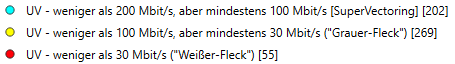 UV - weniger als 200 Mbit/s, aber mindestens 100 Mbit/s [SuperVectoring] [202]
UV - weniger als 100 Mbit/s, aber mindestens 30 Mbit/s ("Grauer-Fleck") [269]
UV - weniger als 30 Mbit/s ("Weißer-Fleck") [55]